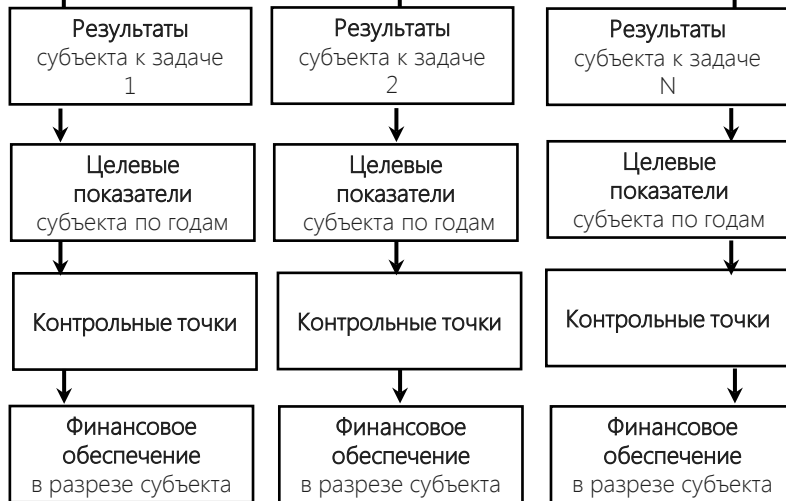 Результаты
субъекта к задаче
1
Результаты
субъекта к задаче
2
Результаты
субъекта к задаче
N
Целевые
показатели
субъекта по годам
Целевые
показатели
субъекта по годам
Целевые
показатели
субъекта по годам
Контрольные точки
Контрольные точки
Контрольные точки
Финансовое
обеспечение
в разрезе субъекта
Финансовое
обеспечение
в разрезе субъекта
Финансовое
обеспечение
в разрезе субъекта